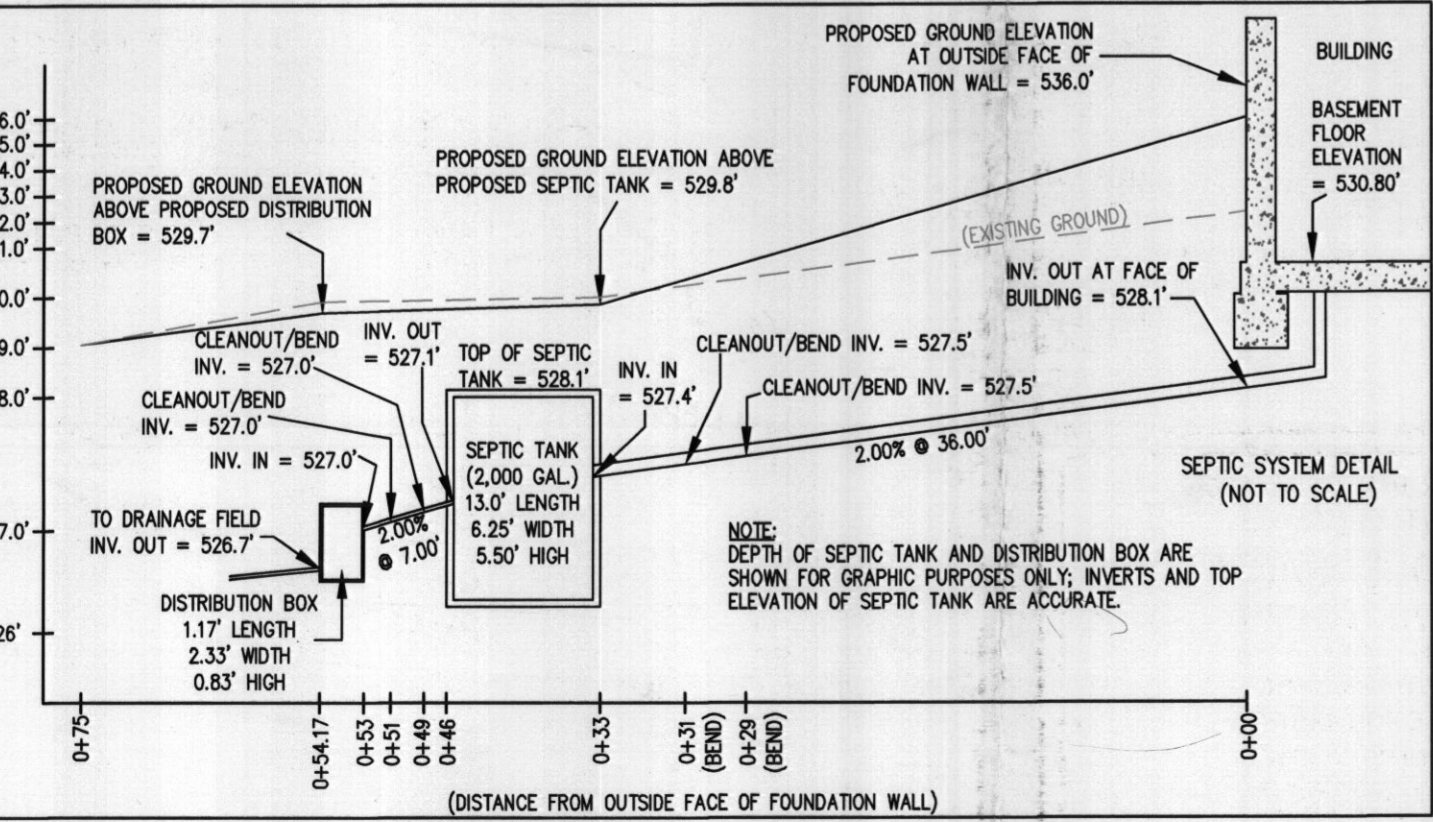 PROPOSED GROUND ELEVATION
AT OUTSIDE FACE OF
FOUNDATION WALL = 536.0'
BUILDING
BASEMENT
FLOOR
ELEVATION
= 530.80'
6.0'
5.0'
4.0'
3.0'
2.0'
1.0'
0.0'
9.0'
8.0'
7.0'
26'
PROPOSED GROUND ELEVATION
ABOVE PROPOSED DISTRIBUTION
BOX = 529.7'
PROPOSED GROUND ELEVATION ABOVE
PROPOSED SEPTIC TANK = 529.8'
(EXISTING GROUND)
INV. OUT AT FACE OF
BUILDING = 528.1'
CLEANOUT/BEND
INV. = 527.0'
INV. OUT
= 527.1'
TOP OF SEPTIC
TANK = 528.1'
INV. IN
= 527.4'
CLEANOUT/BEND INV. = 527.5'
CLEANOUT/BEND INV. = 527.5'
CLEANOUT/BEND
INV. = 527.0'
INV. IN = 527.0'
2.00%
@ 7.00'
SEPTIC TANK
(2,000 GAL.)
13.0' LENGTH
6.25' WIDTH
5.50' HIGH
2.00% @ 36.00'
SEPTIC SYSTEM DETAIL
(NOT TO SCALE)
TO DRAINAGE FIELD
INV. OUT = 526.7'
NOTE:
DEPTH OF SEPTIC TANK AND DISTRIBUTION BOX ARE
SHOWN FOR GRAPHIC PURPOSES ONLY; INVERTS AND TOP
ELEVATION OF SEPTIC TANK ARE ACCURATE.
DISTRIBUTION BOX
1.17' LENGTH
2.33' WIDTH
0.83' HIGH
0+75
0+54.17
0+53
0+51
0+49
0+46
0+33
0+31
(BEND)
0+29
(BEND)
0+00
(DISTANCE FROM OUTSIDE FACE OF FOUNDATION WALL)